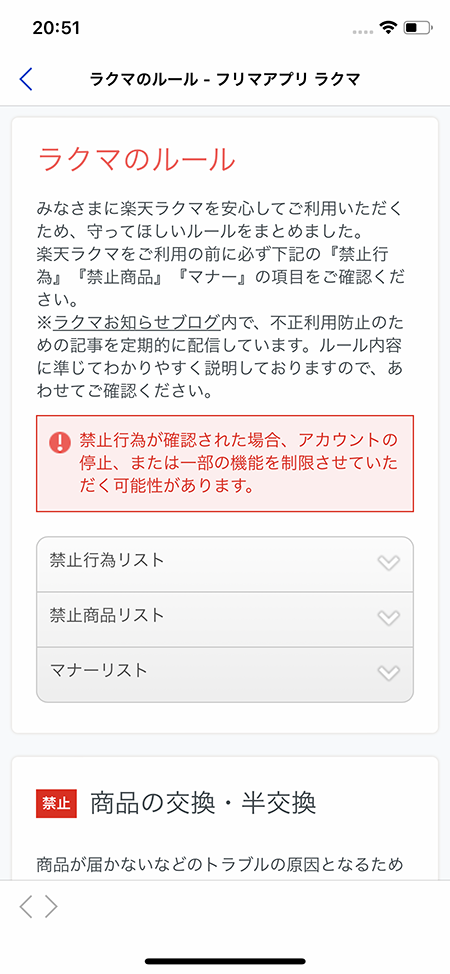 20:51
ラクマのルール - フリマアプリ ラクマ
ラクマのルール
みなさまに楽天ラクマを安心してご利用いただく
ため、守ってほしいルールをまとめました。
楽天ラクマをご利用の前に必ず下記の『禁止行
為』『禁止商品』『マナー』の項目をご確認くだ
さい。
※ラクマお知らせブログ内で、不正利用防止のた
めの記事を定期的に配信しています。ルール内容
に準じてわかりやすく説明しておりますので、あ
わせてご確認ください。
禁止行為が確認された場合、アカウントの
停止、または一部の機能を制限させていた
だく可能性があります。
禁止行為リスト
禁止商品リスト
マナーリスト
禁止 商品の交換・半交換
商品が届かないなどのトラブルの原因となるため